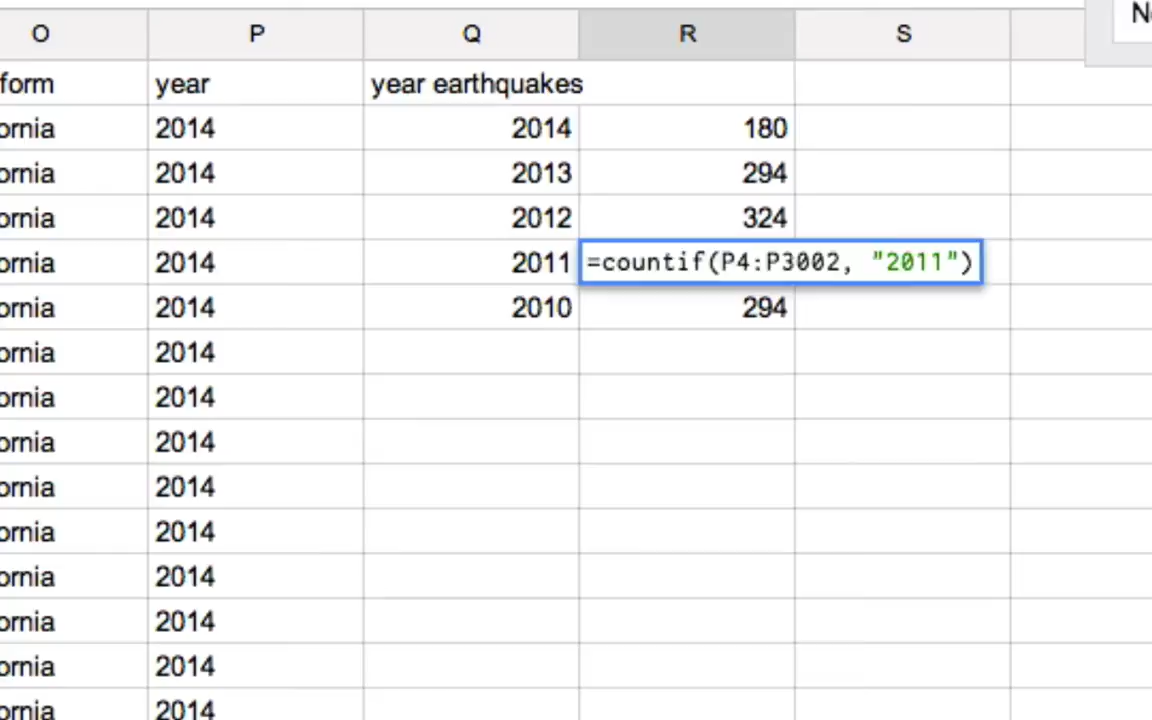 O P Q R S
form year year earthquakes
ornia 2014 2014 180
ornia 2014 2013 294
ornia 2014 2012 324
ornia 2014 2011 =countif(P4:P3002, "2011")
ornia 2014 2010 294
ornia 2014
ornia 2014
ornia 2014
ornia 2014
ornia 2014
ornia 2014
ornia 2014
ornia 2014
ornia 2014